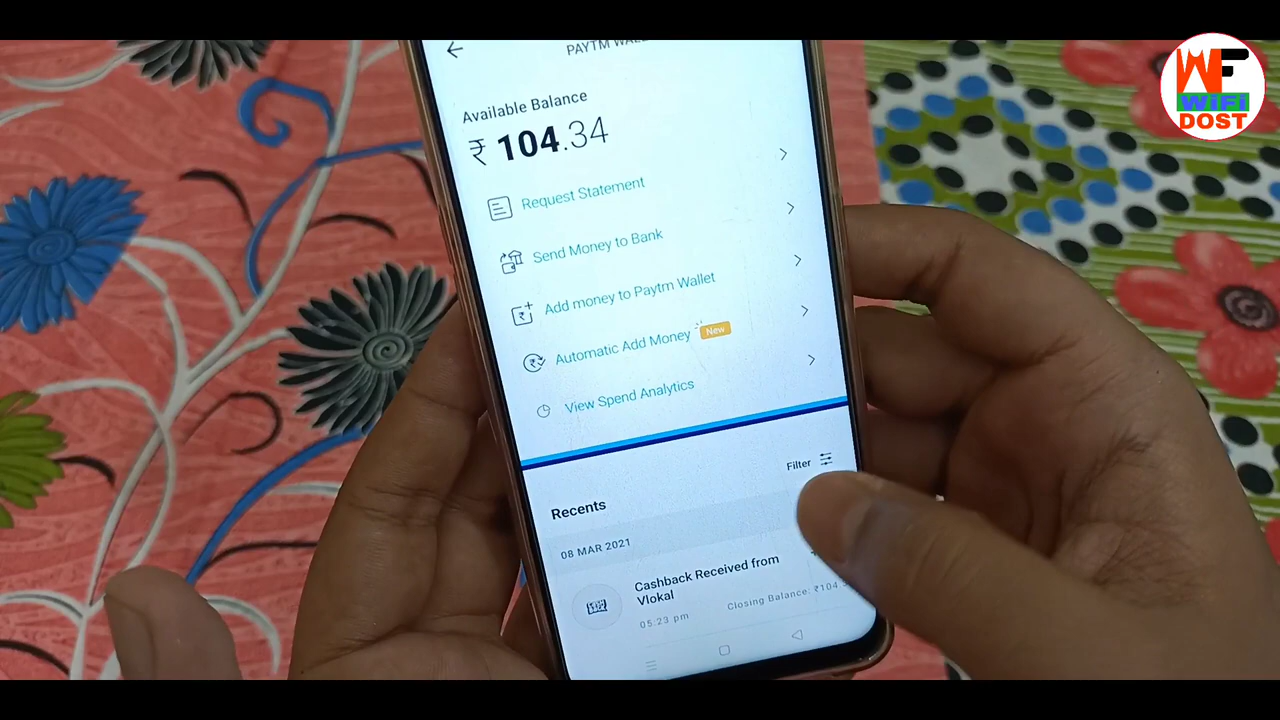 WF
WiFi
DOST
PAYTM
Available Balance
₹ 104.34
Request Statement
Send Money to Bank
Add money to Paytm Wallet
Automatic Add Money New
View Spend Analytics
Filter
Recents
08 MAR 2021
Cashback Received from
Vlokal
05:23 pm Closing Balance: ₹104.